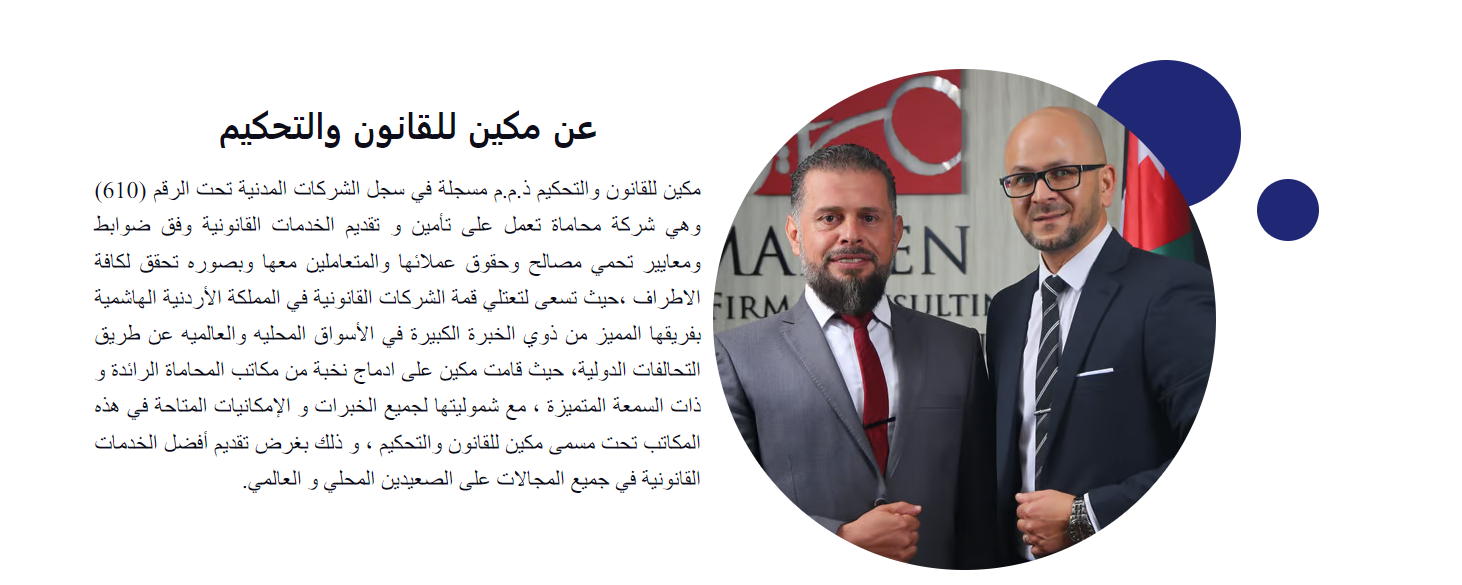 عن مكين للقانون والتحكيم
مكين للقانون والتحكيم ذ.م.م مسجلة في سجل الشركات المدنية تحت الرقم (610)
وهي شركة محاماة تعمل على تأمين و تقديم الخدمات القانونية وفق ضوابط
ومعايير تحمي مصالح وحقوق عملائها والمتعاملين معها وبصوره تحقق لكافة
الاطراف ،حيث تسعى لتعتلي قمة الشركات القانونية في المملكة الأردنية الهاشمية
بفريقها المميز من ذوي الخبرة الكبيرة في الأسواق المحليه والعالميه عن طريق
التحالفات الدولية، حيث قامت مكين على ادماج نخبة من مكاتب المحاماة الرائدة و
ذات السمعة المتميزة ، مع شموليتها لجميع الخبرات و الإمكانيات المتاحة في هذه
المكاتب تحت مسمى مكين للقانون والتحكيم ، و ذلك بغرض تقديم أفضل الخدمات
القانونية في جميع المجالات على الصعيدين المحلي و العالمي.
FIRM